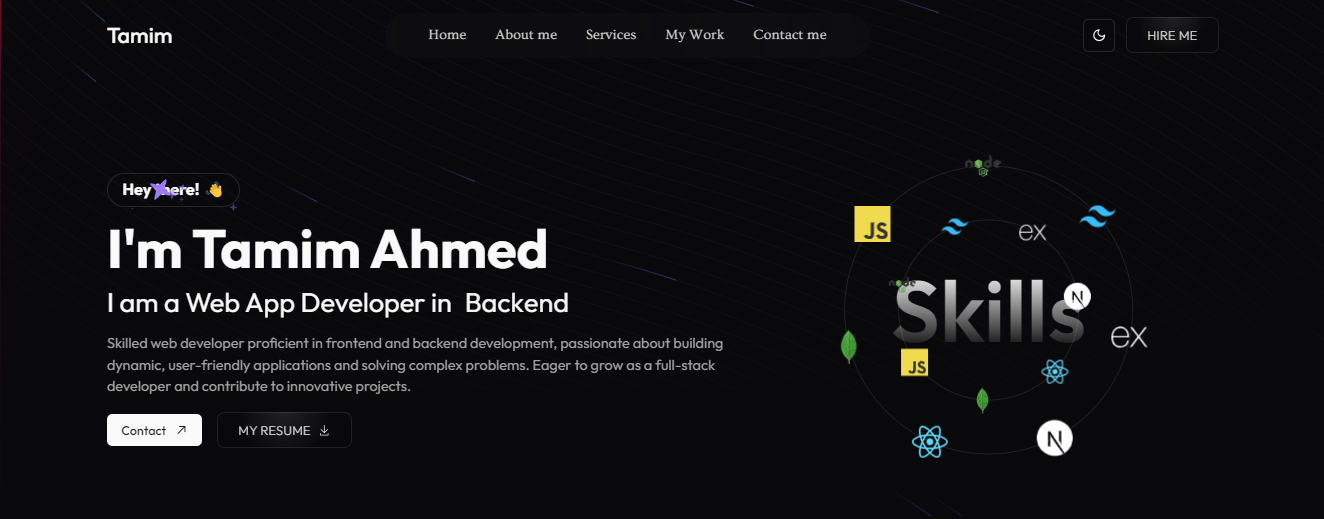 Tamim
Home About me Services My Work Contact me
HIRE ME
Hey there! 👋
I'm Tamim Ahmed
I am a Web App Developer in Backend
Skilled web developer proficient in frontend and backend development, passionate about building
dynamic, user-friendly applications and solving complex problems. Eager to grow as a full-stack
developer and contribute to innovative projects.
Contact
MY RESUME
node
JS
ex
node
Skills
N
ex
JS
N